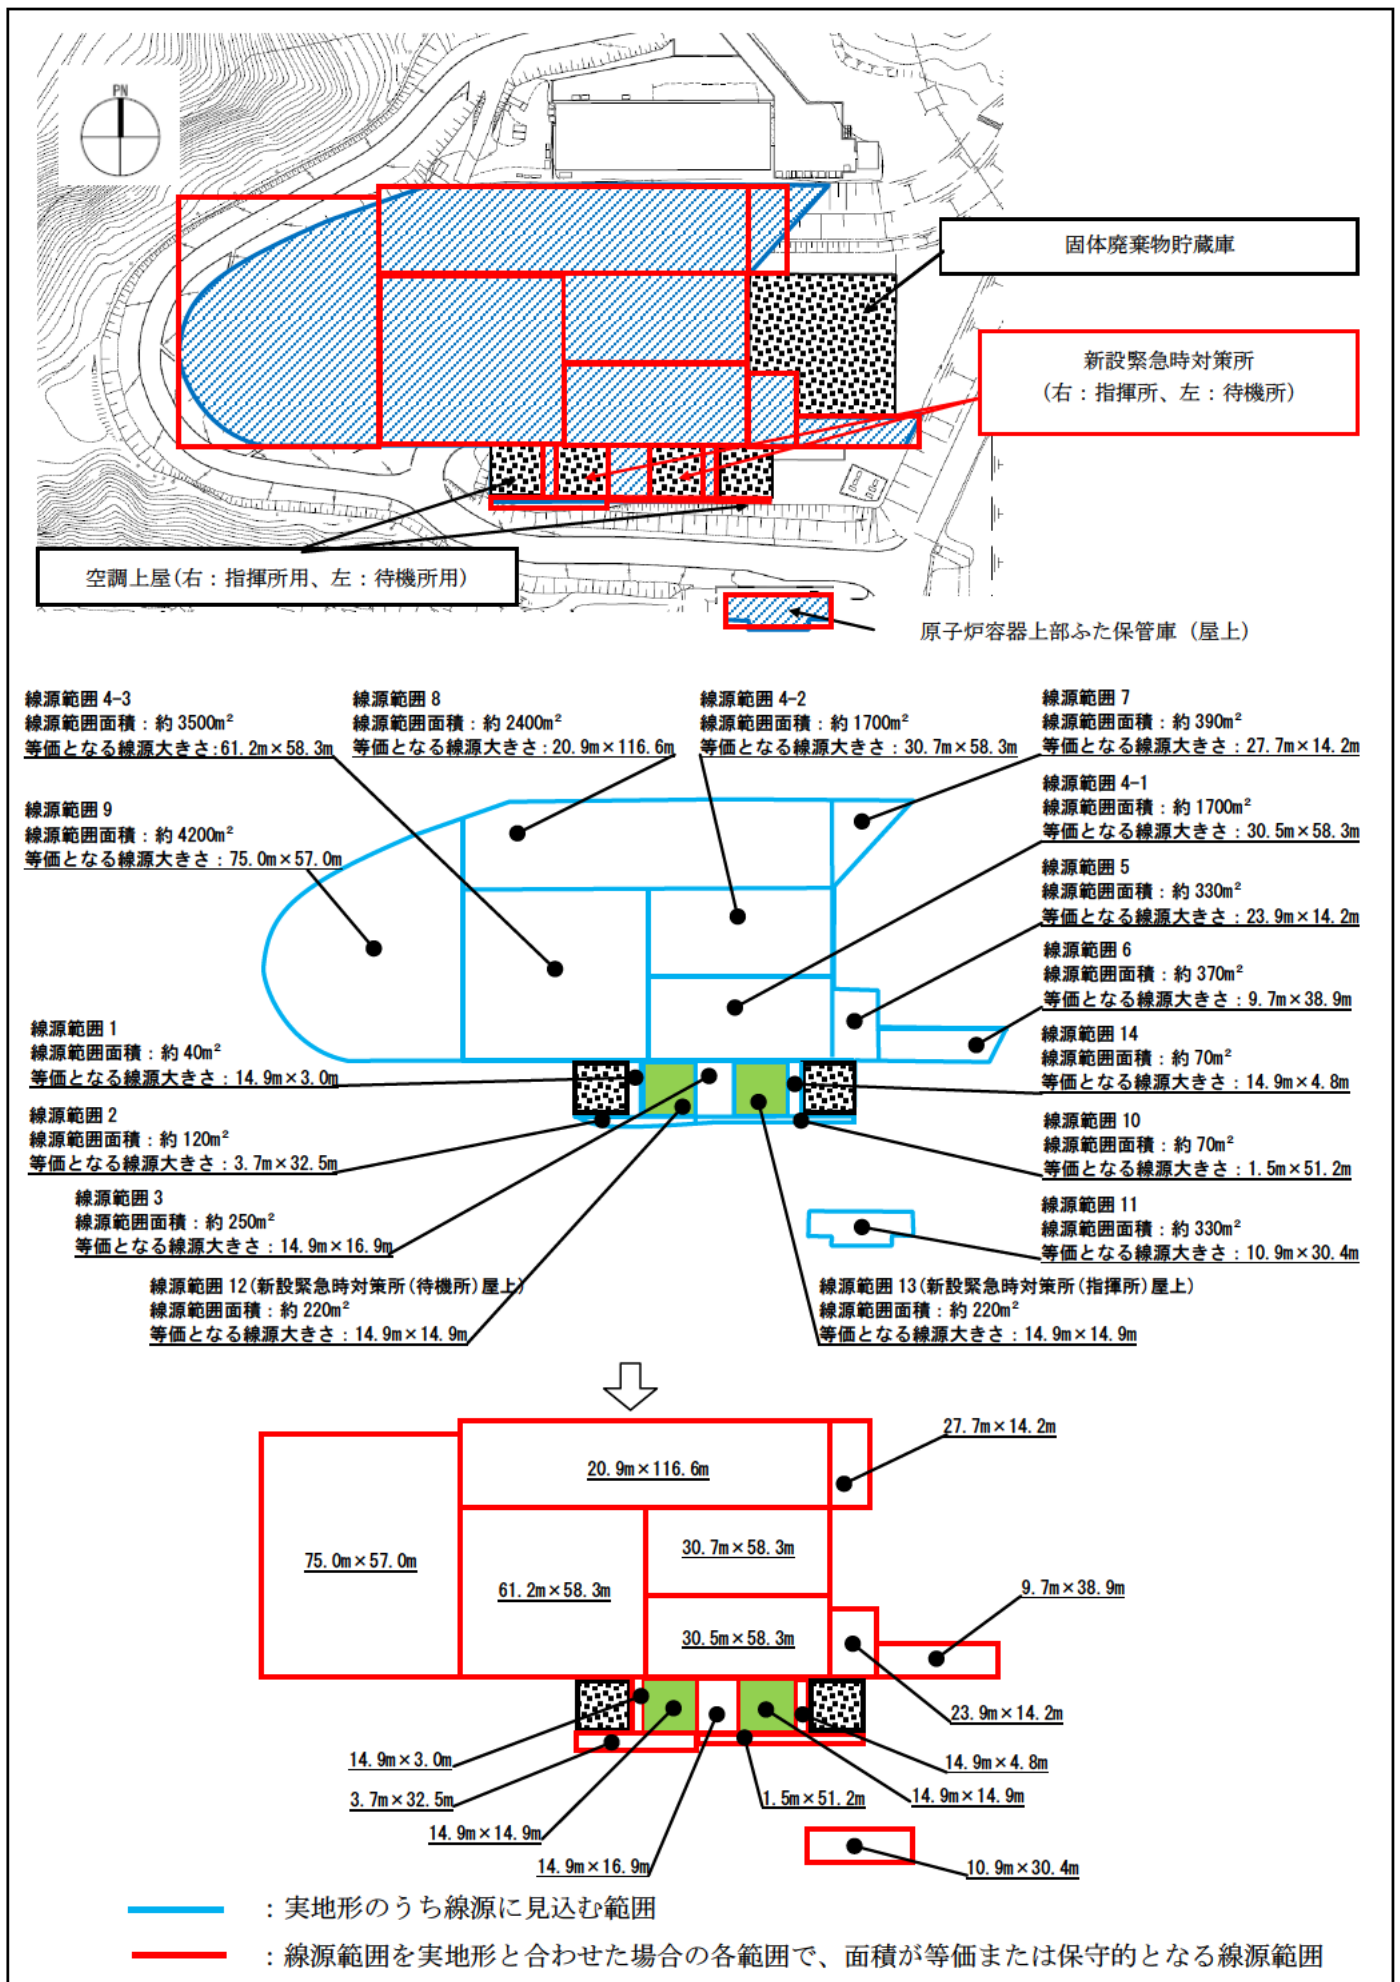 PN
固体廃棄物貯蔵庫
新設緊急時対策所
(右：指揮所、左：待機所)
空調上屋(右：指揮所用、左：待機所用)
原子炉容器上部ふた保管庫（屋上）
線源範囲 4-3
線源範囲面積：約 3500m²
等価となる線源大きさ：61.2m×58.3m
線源範囲 8
線源範囲面積：約 2400m²
等価となる線源大きさ：20.9m×116.6m
線源範囲 4-2
線源範囲面積：約 1700m²
等価となる線源大きさ：30.7m×58.3m
線源範囲 7
線源範囲面積：約 390m²
等価となる線源大きさ：27.7m×14.2m
線源範囲 9
線源範囲面積：約 4200m²
等価となる線源大きさ：75.0m×57.0m
線源範囲 4-1
線源範囲面積：約 1700m²
等価となる線源大きさ：30.5m×58.3m
線源範囲 5
線源範囲面積：約 330m²
等価となる線源大きさ：23.9m×14.2m
線源範囲 6
線源範囲面積：約 370m²
等価となる線源大きさ：9.7m×38.9m
線源範囲 1
線源範囲面積：約 40m²
等価となる線源大きさ：14.9m×3.0m
線源範囲 14
線源範囲面積：約 70m²
等価となる線源大きさ：14.9m×4.8m
線源範囲 2
線源範囲面積：約 120m²
等価となる線源大きさ：3.7m×32.5m
線源範囲 10
線源範囲面積：約 70m²
等価となる線源大きさ：1.5m×51.2m
線源範囲 3
線源範囲面積：約 250m²
等価となる線源大きさ：14.9m×16.9m
線源範囲 11
線源範囲面積：約 330m²
等価となる線源大きさ：10.9m×30.4m
線源範囲 12(新設緊急時対策所(待機所)屋上)
線源範囲面積：約 220m²
等価となる線源大きさ：14.9m×14.9m
線源範囲 13(新設緊急時対策所(指揮所)屋上)
線源範囲面積：約 220m²
等価となる線源大きさ：14.9m×14.9m
27.7m×14.2m
20.9m×116.6m
30.7m×58.3m
75.0m×57.0m
61.2m×58.3m
9.7m×38.9m
30.5m×58.3m
23.9m×14.2m
14.9m×3.0m
14.9m×4.8m
3.7m×32.5m
1.5m×51.2m
14.9m×14.9m
14.9m×14.9m
14.9m×16.9m
10.9m×30.4m
：実地形のうち線源に見込む範囲
：線源範囲を実地形と合わせた場合の各範囲で、面積が等価または保守的となる線源範囲